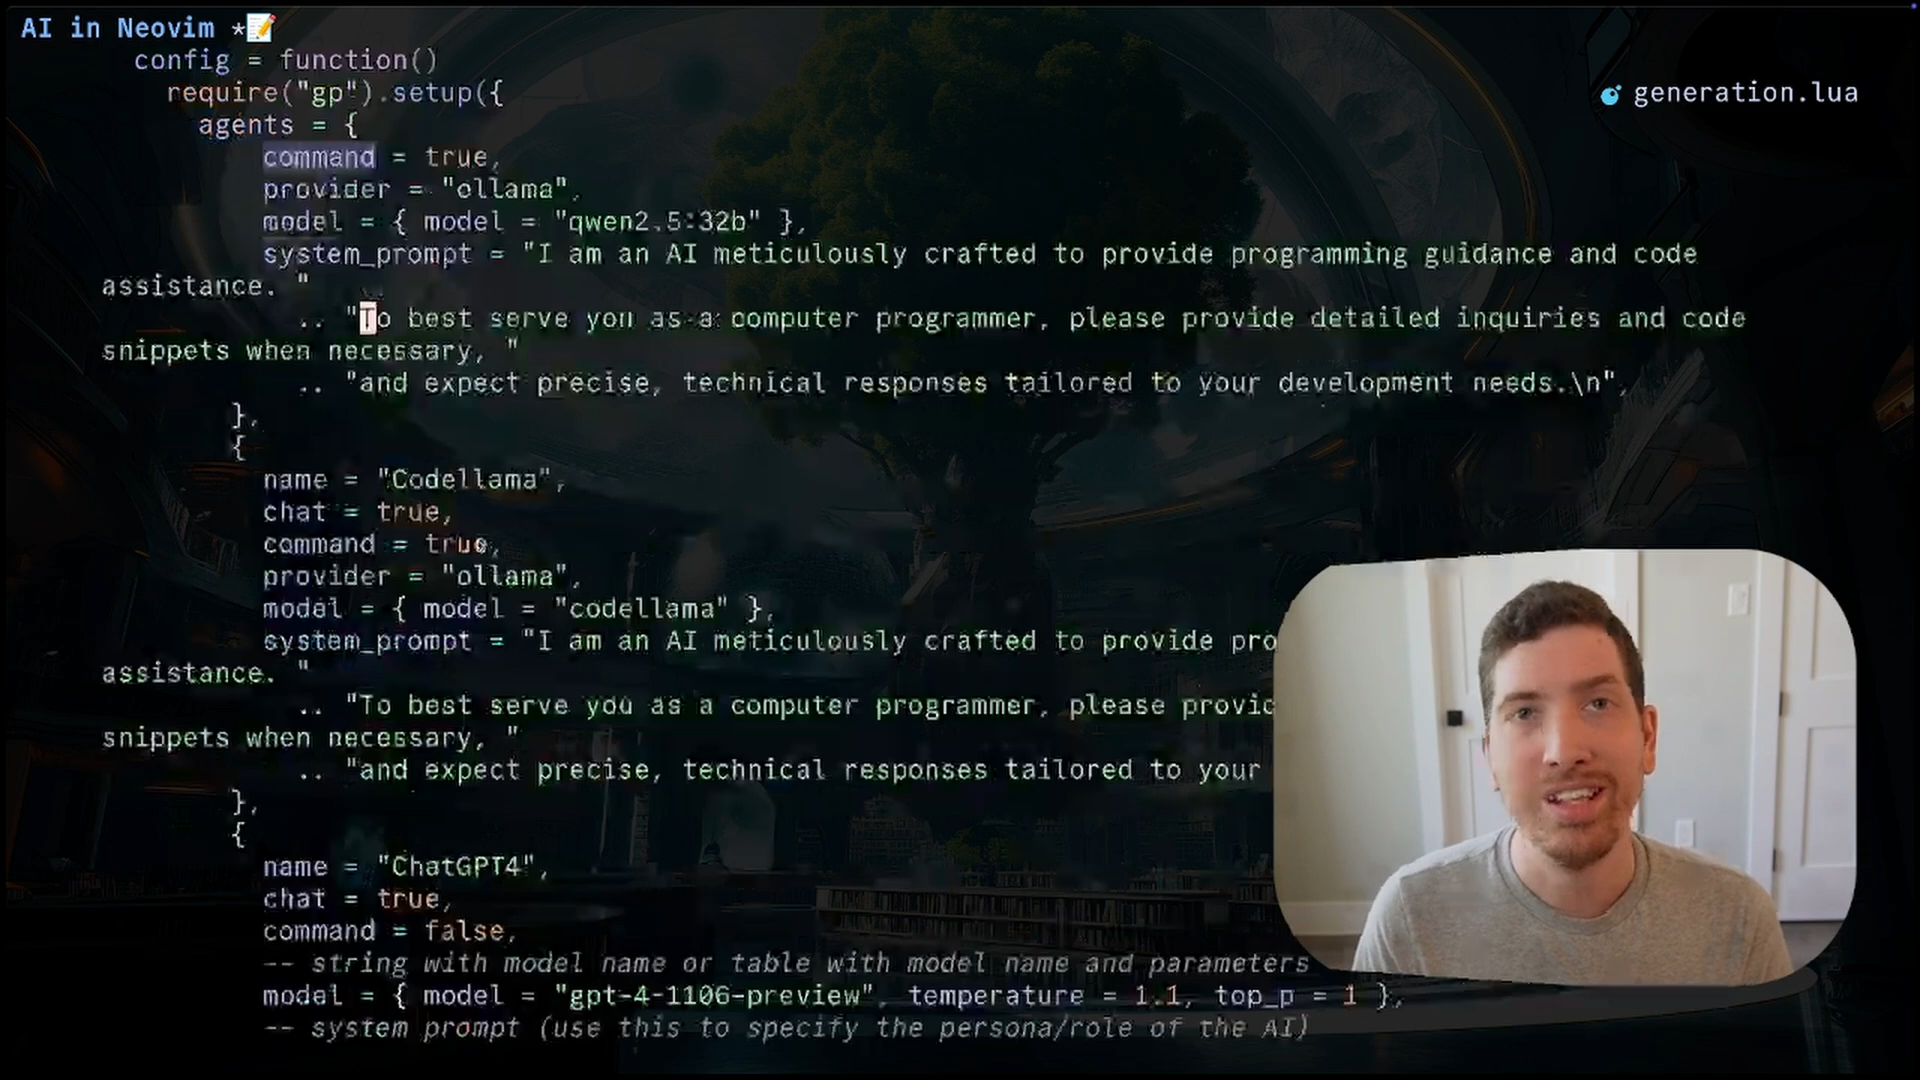 AI in Neovim *📝
config = function()
generation.lua
require("gp").setup({
agents = {
command = true,
provider = "ollama",
model = { model = "qwen2.5:32b" },
system_prompt = "I am an AI meticulously crafted to provide programming guidance and code
assistance. "
.. "To best serve you as a computer programmer, please provide detailed inquiries and code
snippets when necessary, "
.. "and expect precise, technical responses tailored to your development needs.\n",
},
{
name = "Codellama",
chat = true,
command = true,
provider = "ollama",
model = { model = "codellama" },
system_prompt = "I am an AI meticulously crafted to provide pro
assistance. "
.. "To best serve you as a computer programmer, please provid
snippets when necessary, "
.. "and expect precise, technical responses tailored to your
},
{
name = "ChatGPT4",
chat = true,
command = false,
-- string with model name or table with model name and parameters
model = { model = "gpt-4-1106-preview", temperature = 1.1, top_p = 1 },
-- system prompt (use this to specify the persona/role of the AI)